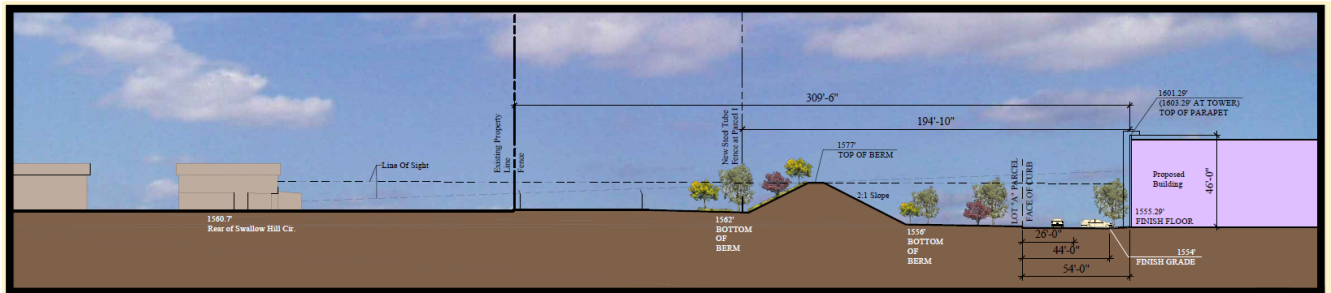 309'-6"
194'-10"
1601.29'
(1603.29' AT TOWER)
TOP OF PARAPET
Existing Property
Line
Fence
New Steel Tube
Fence at Parcel 1
1577'
TOP OF BERM
Line Of Sight
2:1 Slope
LOT "A" PARCEL
FACE OF CURB
Proposed
Building
46'-0"
1555.29'
FINISH FLOOR
1560.7'
Rear of Swallow Hill Cir.
1562'
BOTTOM
OF
BERM
1556'
BOTTOM
OF
BERM
26'-0"
44'-0"
54'-0"
1554'
FINISH GRADE